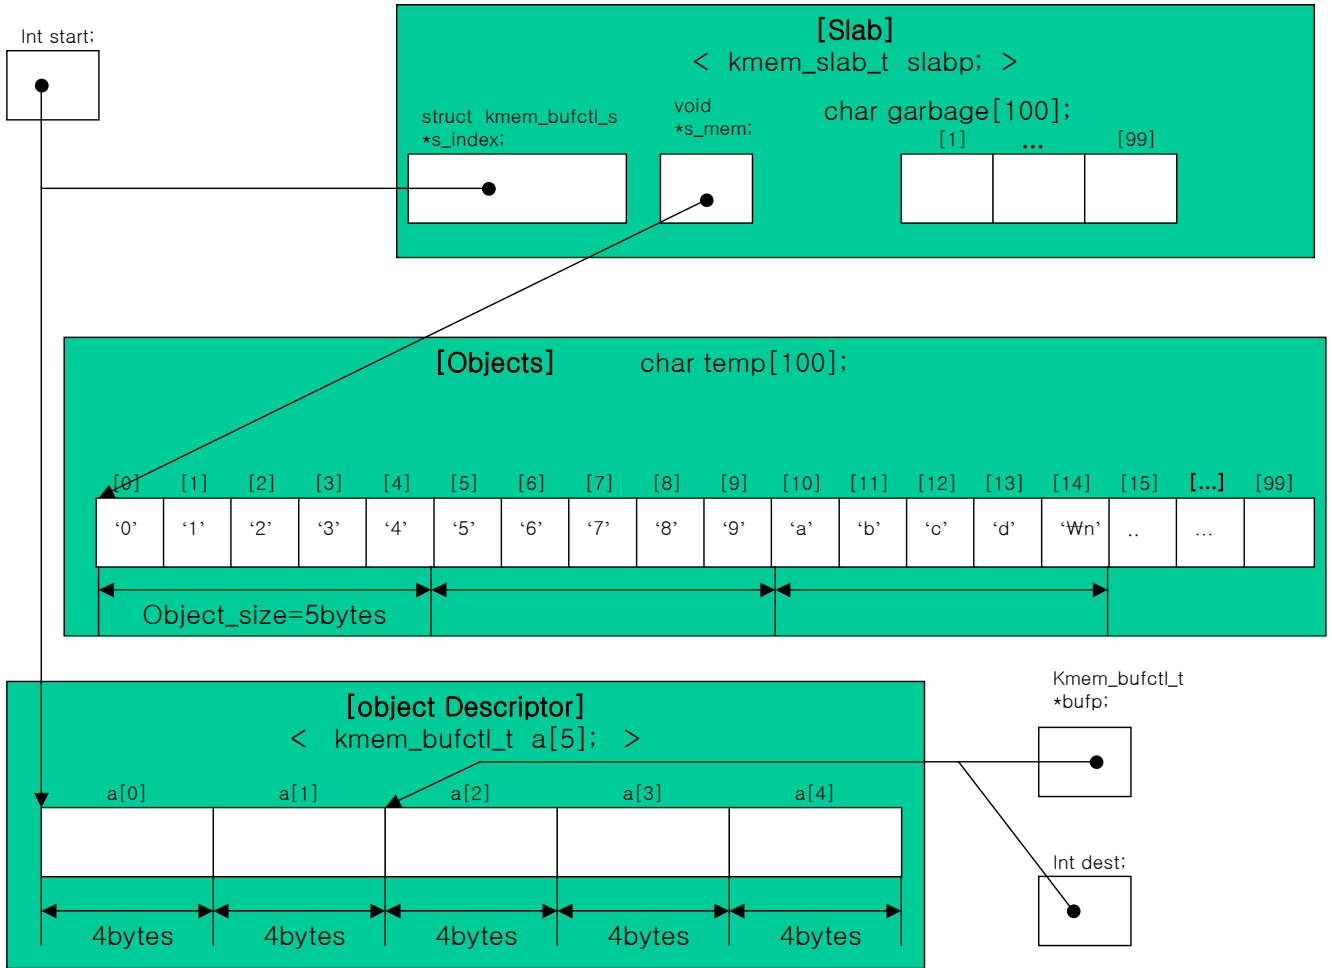 Int start;
[Slab]
< kmem_slab_t slabp; >
struct kmem_bufctl_s
*s_index;
void
*s_mem;
char garbage[100];
[1] ... [99]
[Objects] char temp[100];
[0] [1] [2] [3] [4] [5] [6] [7] [8] [9] [10] [11] [12] [13] [14] [15] [...] [99]
‘0’ ‘1’ ‘2’ ‘3’ ‘4’ ‘5’ ‘6’ ‘7’ ‘8’ ‘9’ ‘a’ ‘b’ ‘c’ ‘d’ ‘₩n’ .. ...
Object_size=5bytes
[object Descriptor]
< kmem_bufctl_t a[5]; >
a[0] a[1] a[2] a[3] a[4]
4bytes 4bytes 4bytes 4bytes 4bytes
Kmem_bufctl_t
*bufp;
Int dest;